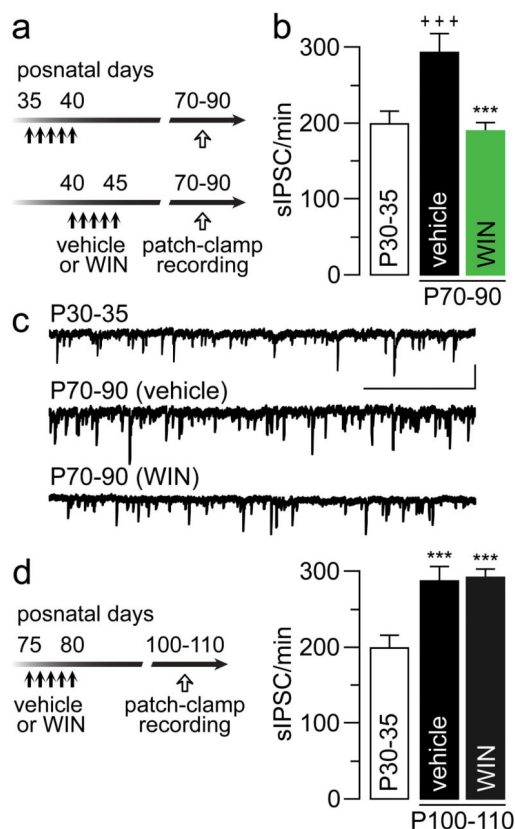 a
posnatal days
35 40 70-90
40 45 70-90
vehicle
or WIN
patch-clamp
recording
b
+++
***
300
200
100
0
sIPSC/min
P30-35
vehicle
WIN
P70-90
c
P30-35
P70-90 (vehicle)
P70-90 (WIN)
d
posnatal days
75 80 100-110
vehicle
or WIN
patch-clamp
recording
*** ***
300
200
100
0
sIPSC/min
P30-35
vehicle
WIN
P100-110